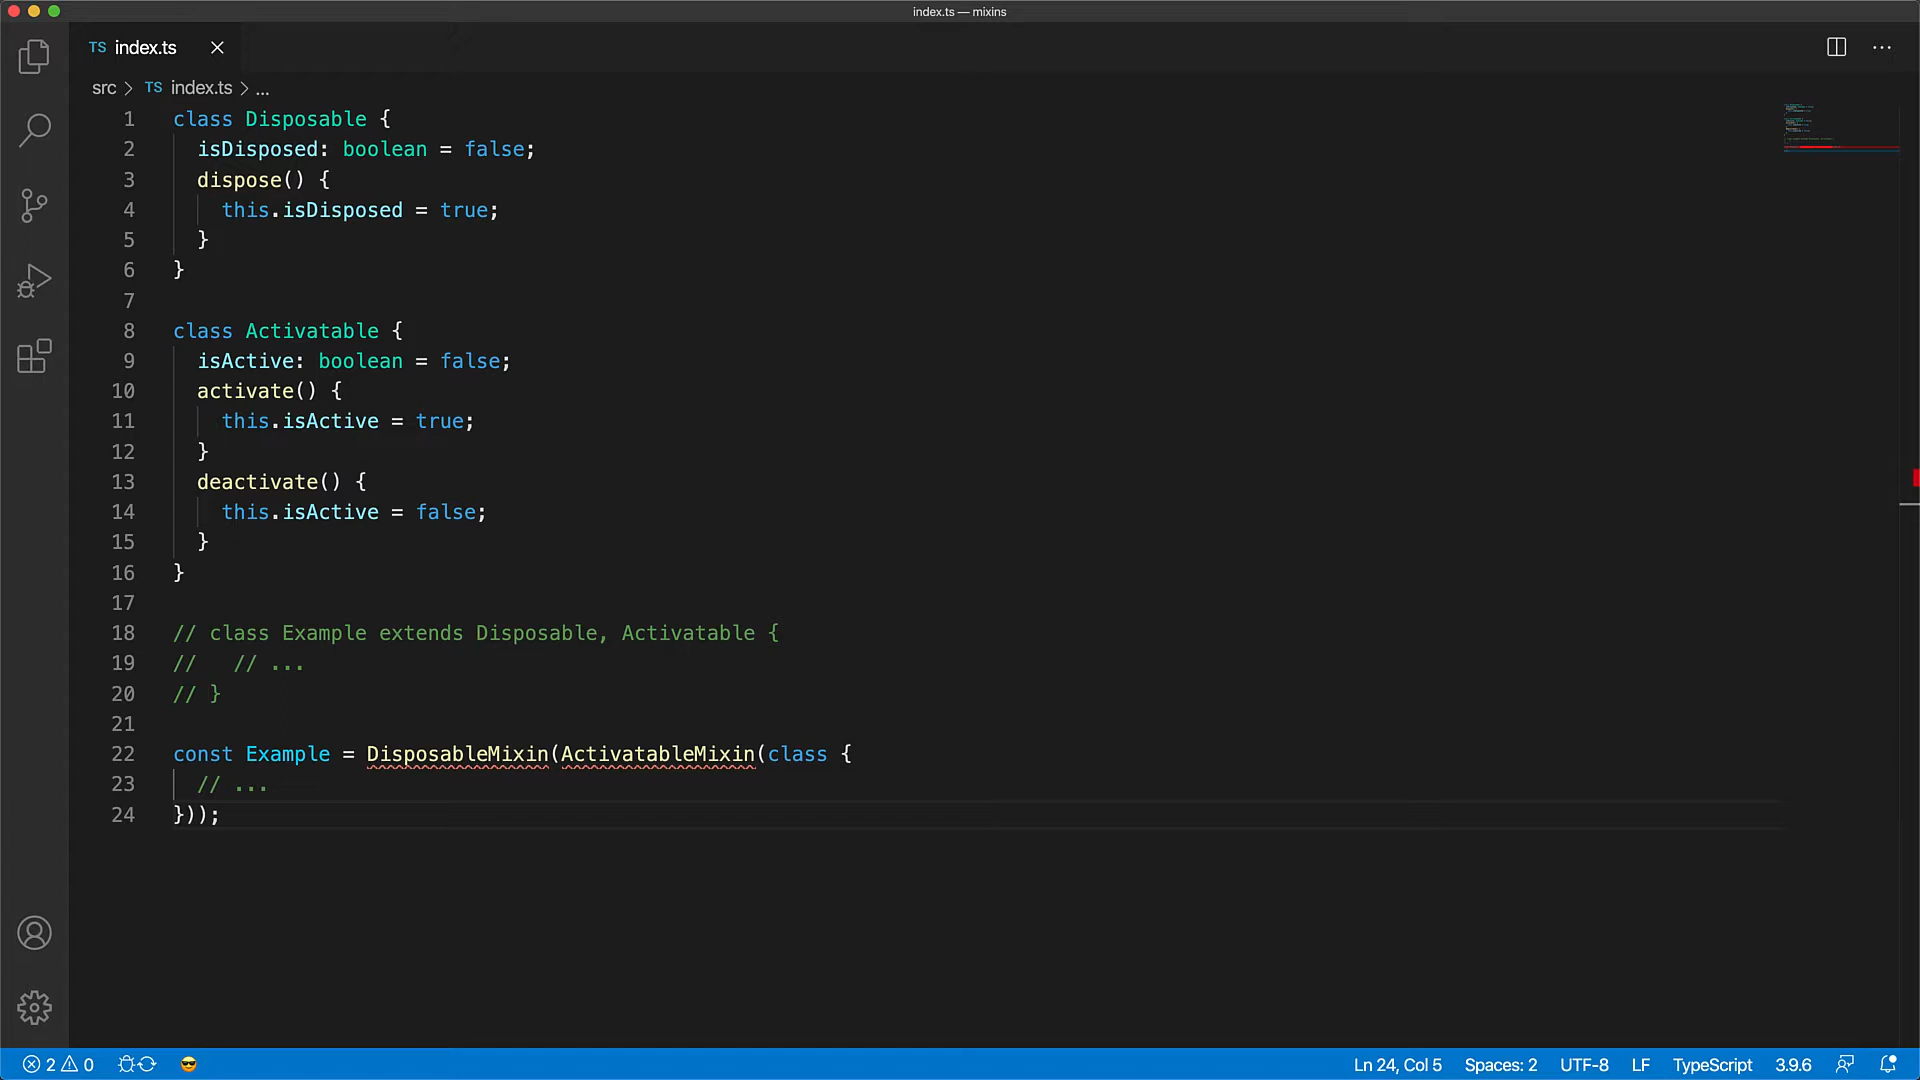 index.ts — mixins
TS index.ts
src > TS index.ts > ...
1 class Disposable {
2 isDisposed: boolean = false;
3 dispose() {
4 this.isDisposed = true;
5 }
6 }
7
8 class Activatable {
9 isActive: boolean = false;
10 activate() {
11 this.isActive = true;
12 }
13 deactivate() {
14 this.isActive = false;
15 }
16 }
17
18 // class Example extends Disposable, Activatable {
19 //   // ...
20 // }
21
22 const Example = DisposableMixin(ActivatableMixin(class {
23 // ...
24 }));
2 0 Ln 24, Col 5 Spaces: 2 UTF-8 LF TypeScript 3.9.6